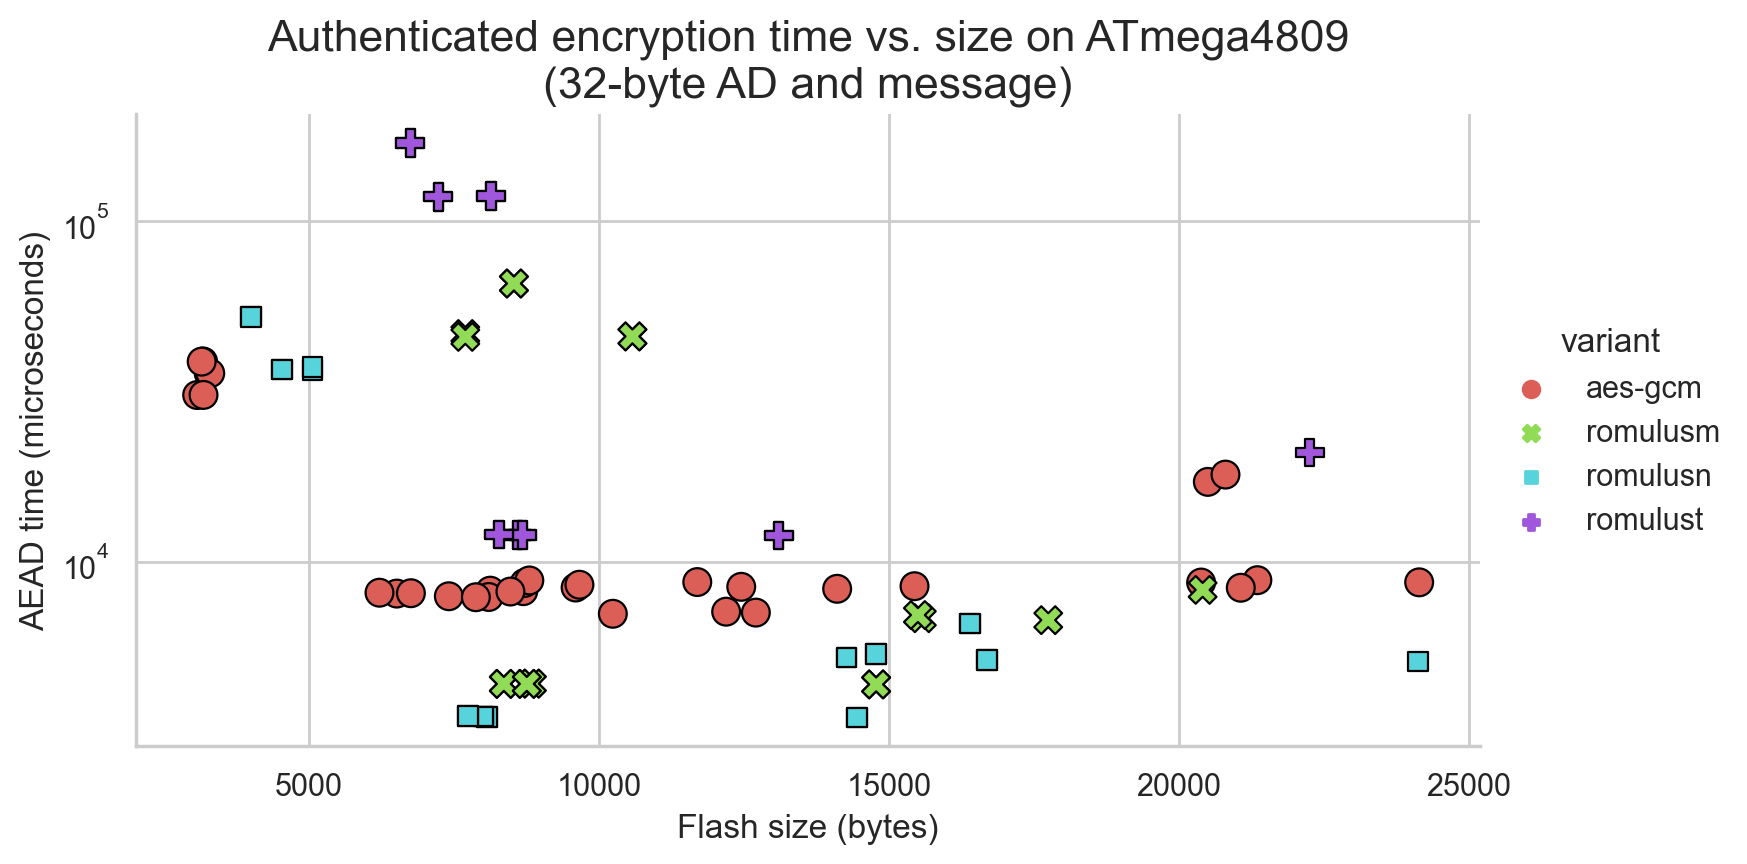 Authenticated encryption time vs. size on ATmega4809
(32-byte AD and message)
AEAD time (microseconds)
10^5
10^4
5000 10000 15000 20000 25000
Flash size (bytes)
variant
aes-gcm
romulusm
romulusn
romulust